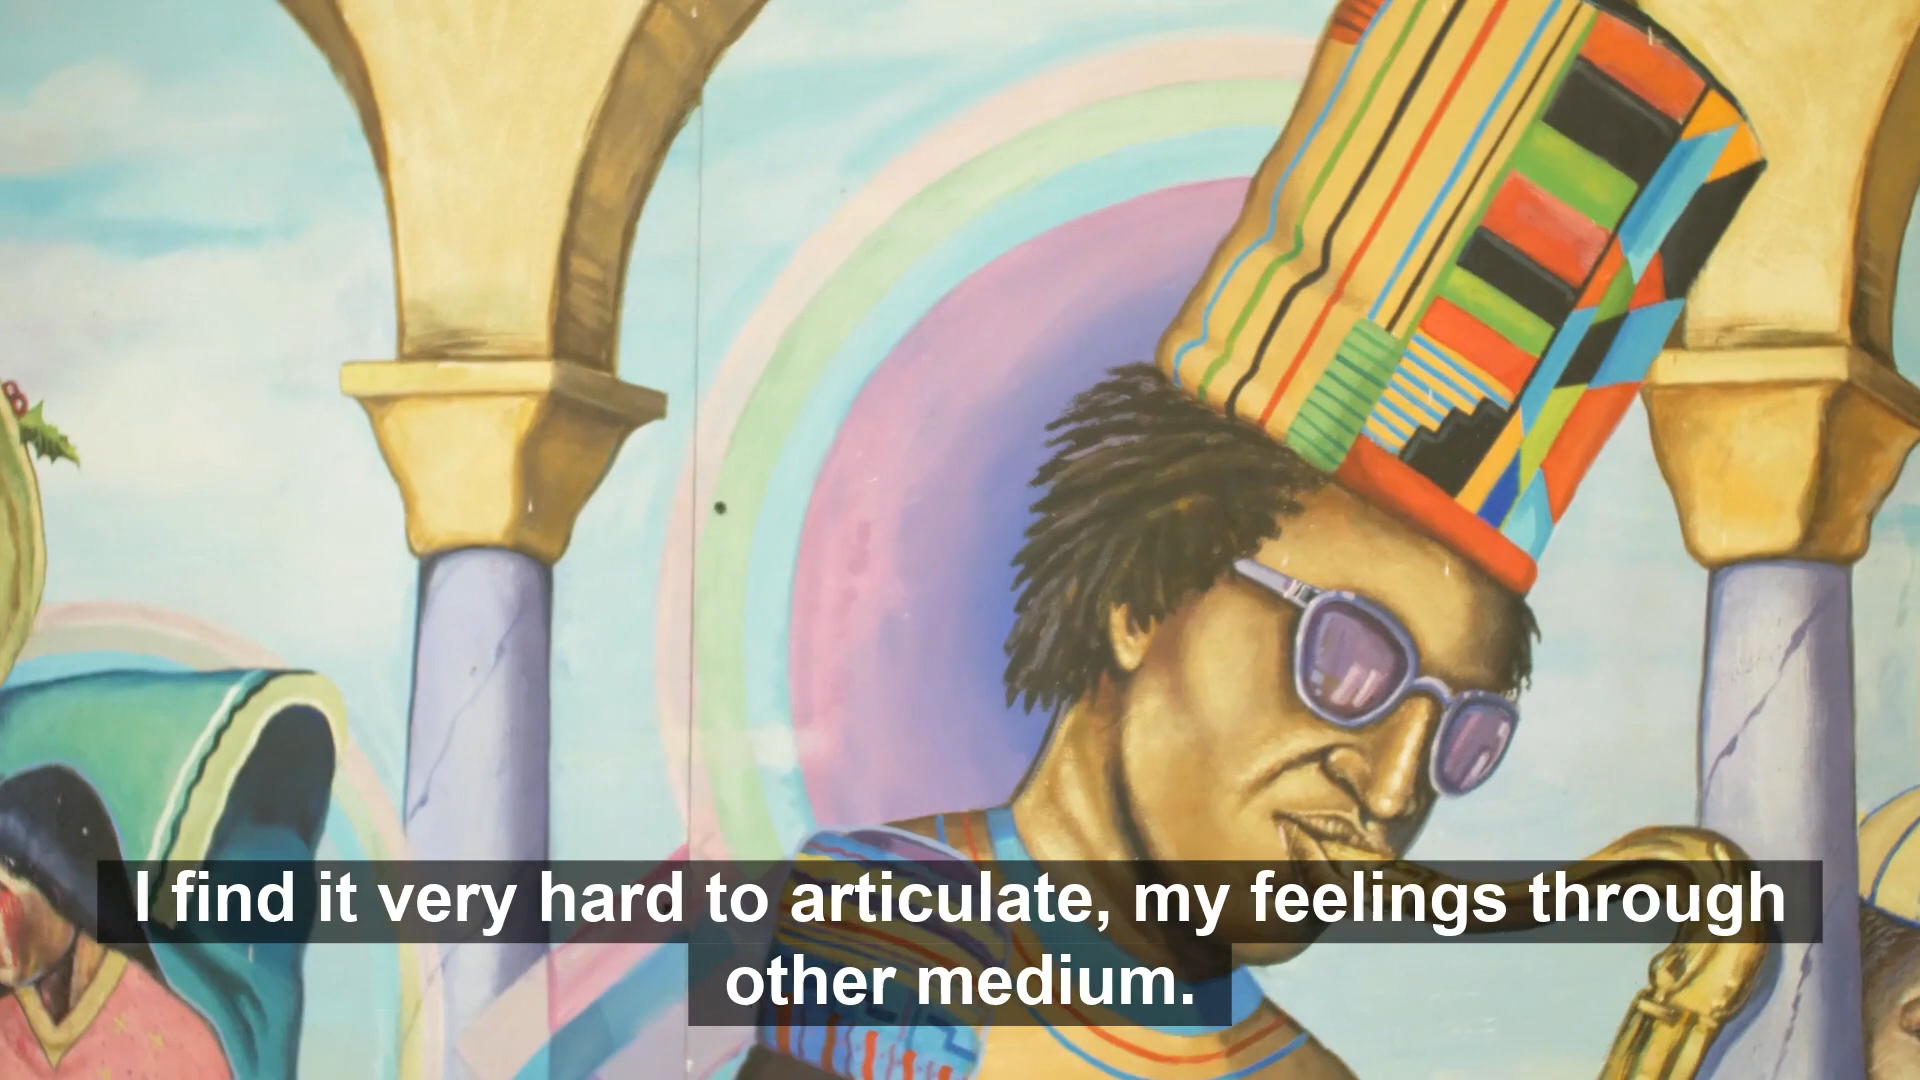 I find it very hard to articulate, my feelings through
other medium.